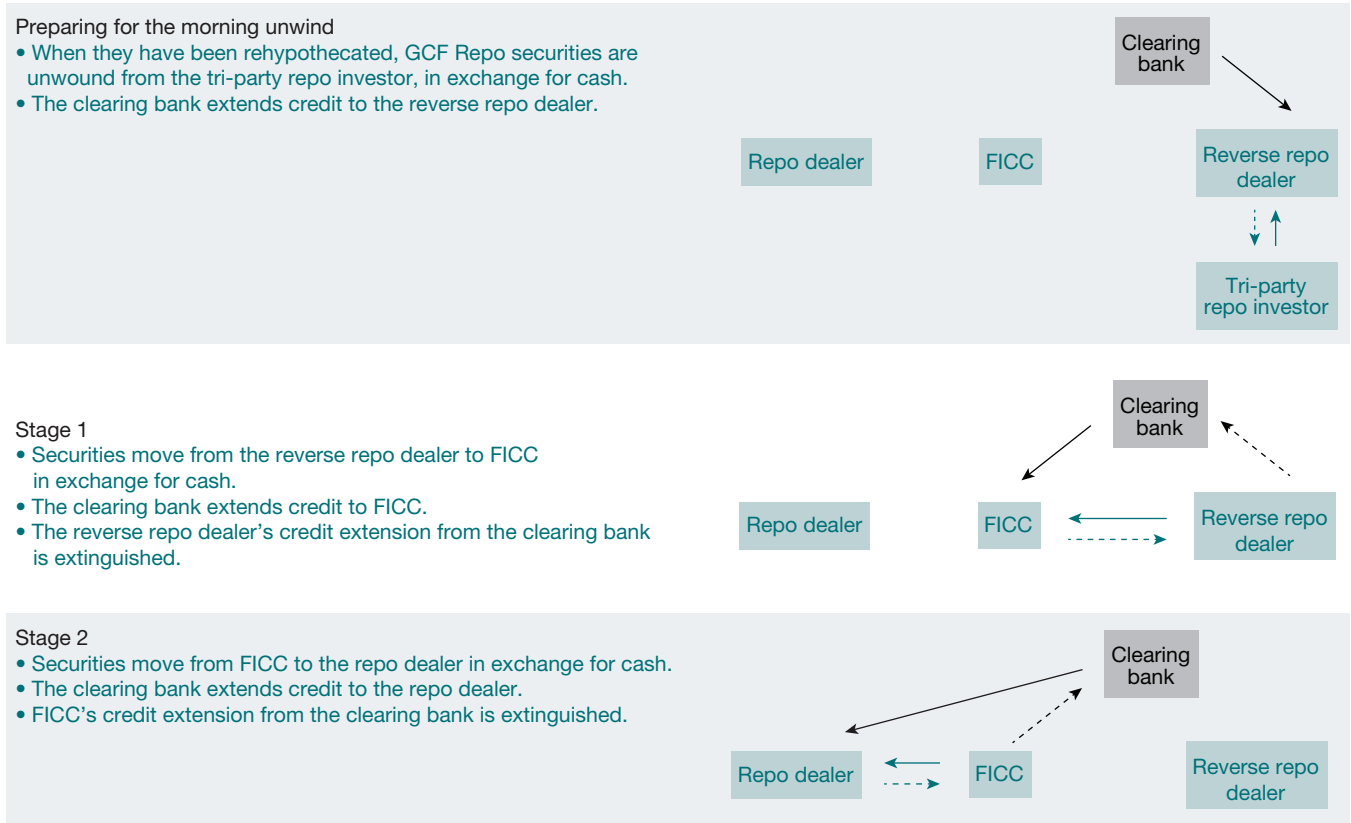 Preparing for the morning unwind
• When they have been rehypothecated, GCF Repo securities are
unwound from the tri-party repo investor, in exchange for cash.
• The clearing bank extends credit to the reverse repo dealer.
Clearing
bank
Repo dealer
FICC
Reverse repo
dealer
Tri-party
repo investor
Stage 1
• Securities move from the reverse repo dealer to FICC
in exchange for cash.
• The clearing bank extends credit to FICC.
• The reverse repo dealer’s credit extension from the clearing bank
is extinguished.
Clearing
bank
Repo dealer
FICC
Reverse repo
dealer
Stage 2
• Securities move from FICC to the repo dealer in exchange for cash.
• The clearing bank extends credit to the repo dealer.
• FICC’s credit extension from the clearing bank is extinguished.
Clearing
bank
Repo dealer
FICC
Reverse repo
dealer